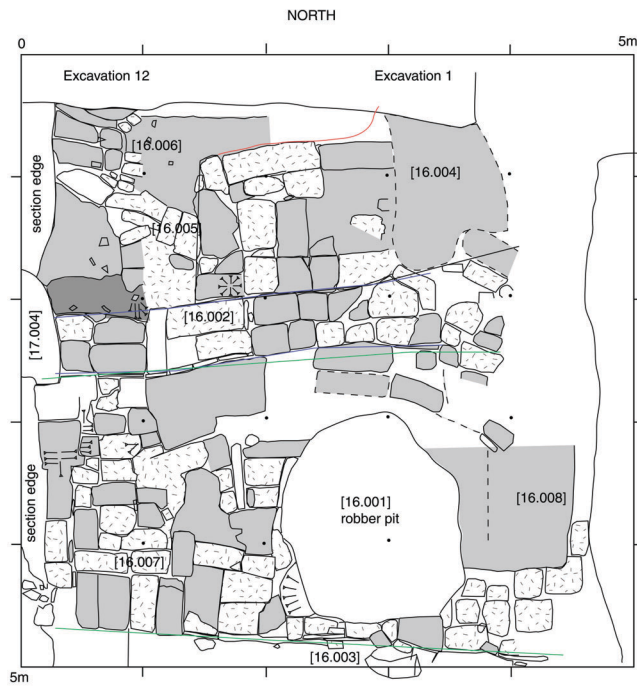 NORTH
0
5m
Excavation 12
Excavation 1
[16.006]
[16.004]
section edge
[16.005]
[16.002]
[17.004]
[16.001]
robber pit
[16.008]
section edge
[16.007]
[16.003]
5m